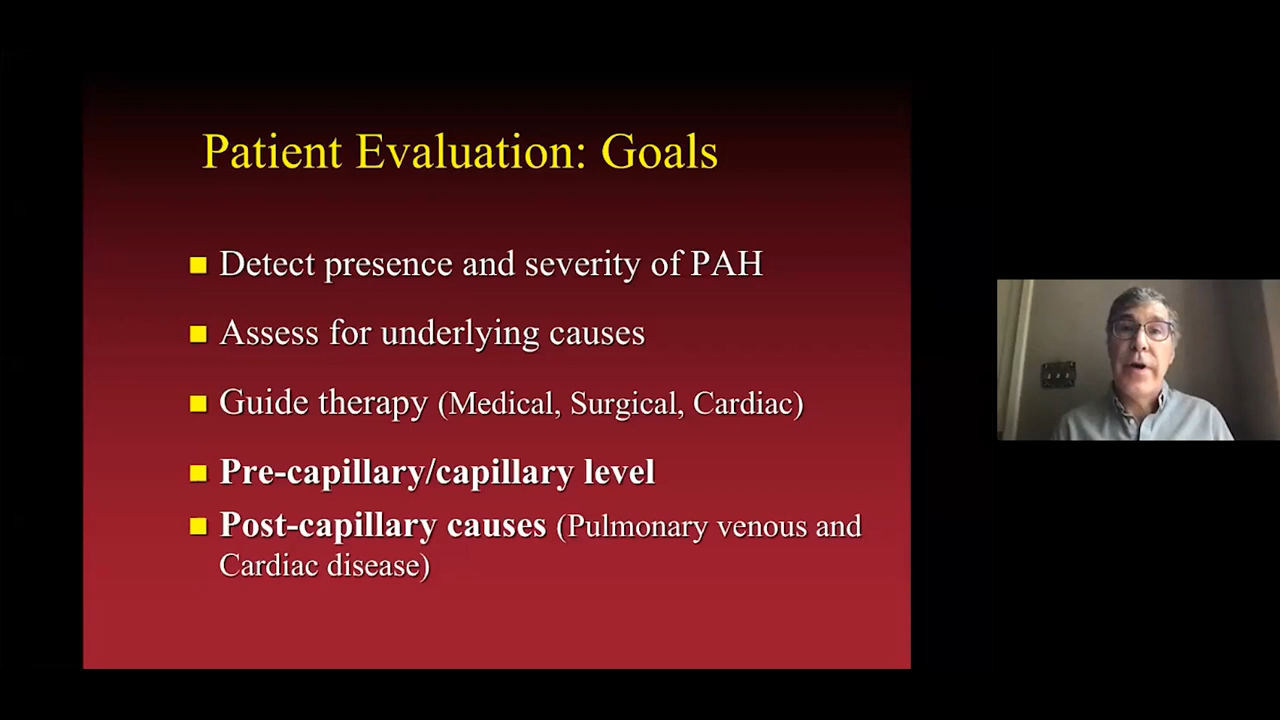 Patient Evaluation: Goals
Detect presence and severity of PAH
Assess for underlying causes
Guide therapy (Medical, Surgical, Cardiac)
Pre-capillary/capillary level
Post-capillary causes (Pulmonary venous and
Cardiac disease)